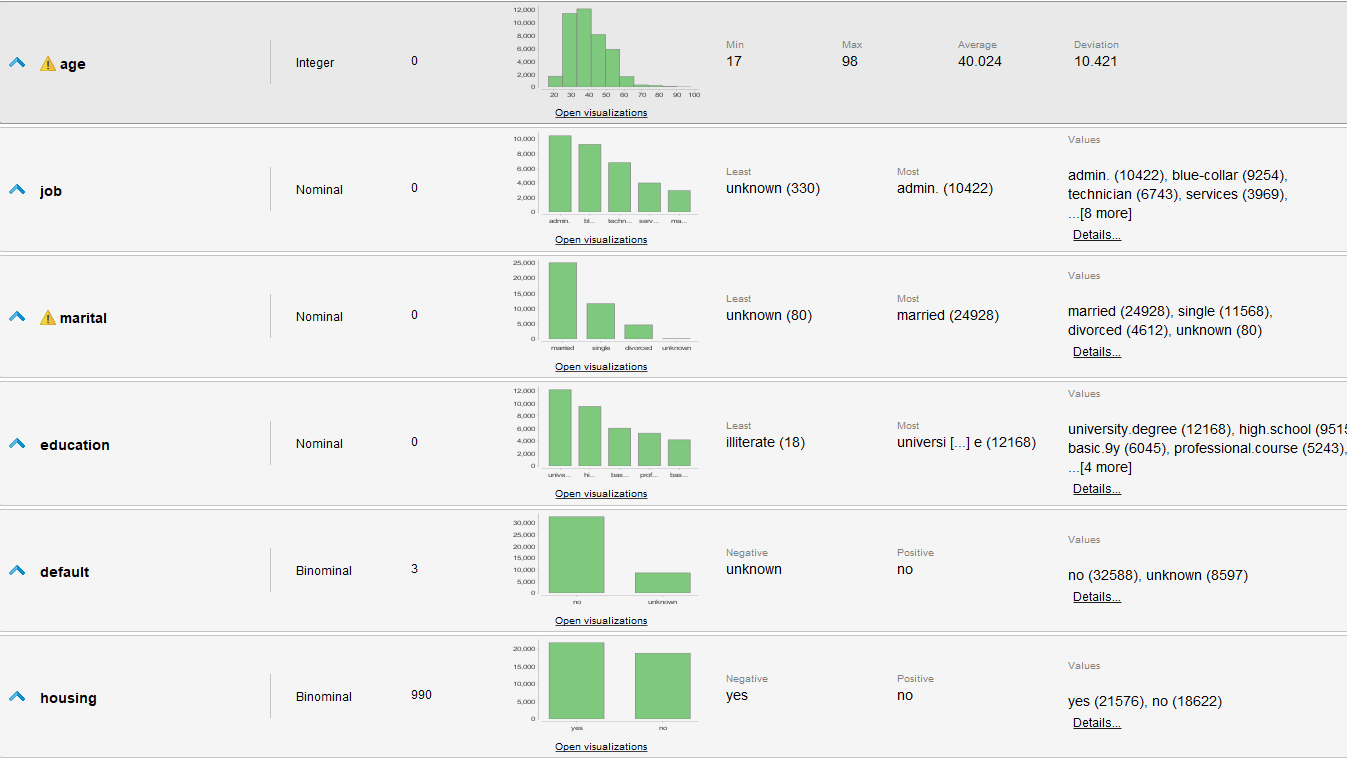 age
Integer
0
12,000
10,000
8,000
6,000
4,000
2,000
0
20 30 40 50 60 70 80 90 100
Open visualizations
Min
17
Max
98
Average
40.024
Deviation
10.421
job
Nominal
0
10,000
8,000
6,000
4,000
2,000
0
admin. bl... techn... serv... ma...
Open visualizations
Least
unknown (330)
Most
admin. (10422)
Values
admin. (10422), blue-collar (9254),
technician (6743), services (3969),
...[8 more]
Details...
marital
Nominal
0
25,000
20,000
15,000
10,000
5,000
0
married single divorced unknown
Open visualizations
Least
unknown (80)
Most
married (24928)
Values
married (24928), single (11568),
divorced (4612), unknown (80)
Details...
education
Nominal
0
12,000
10,000
8,000
6,000
4,000
2,000
0
unive... hi... bas... prof... bas...
Open visualizations
Least
illiterate (18)
Most
universi [...] e (12168)
Values
university.degree (12168), high.school (9515
basic.9y (6045), professional.course (5243),
...[4 more]
Details...
default
Binominal
3
30,000
25,000
20,000
15,000
10,000
5,000
0
no unknown
Open visualizations
Negative
unknown
Positive
no
Values
no (32588), unknown (8597)
Details...
housing
Binominal
990
20,000
15,000
10,000
5,000
0
yes no
Open visualizations
Negative
yes
Positive
no
Values
yes (21576), no (18622)
Details...